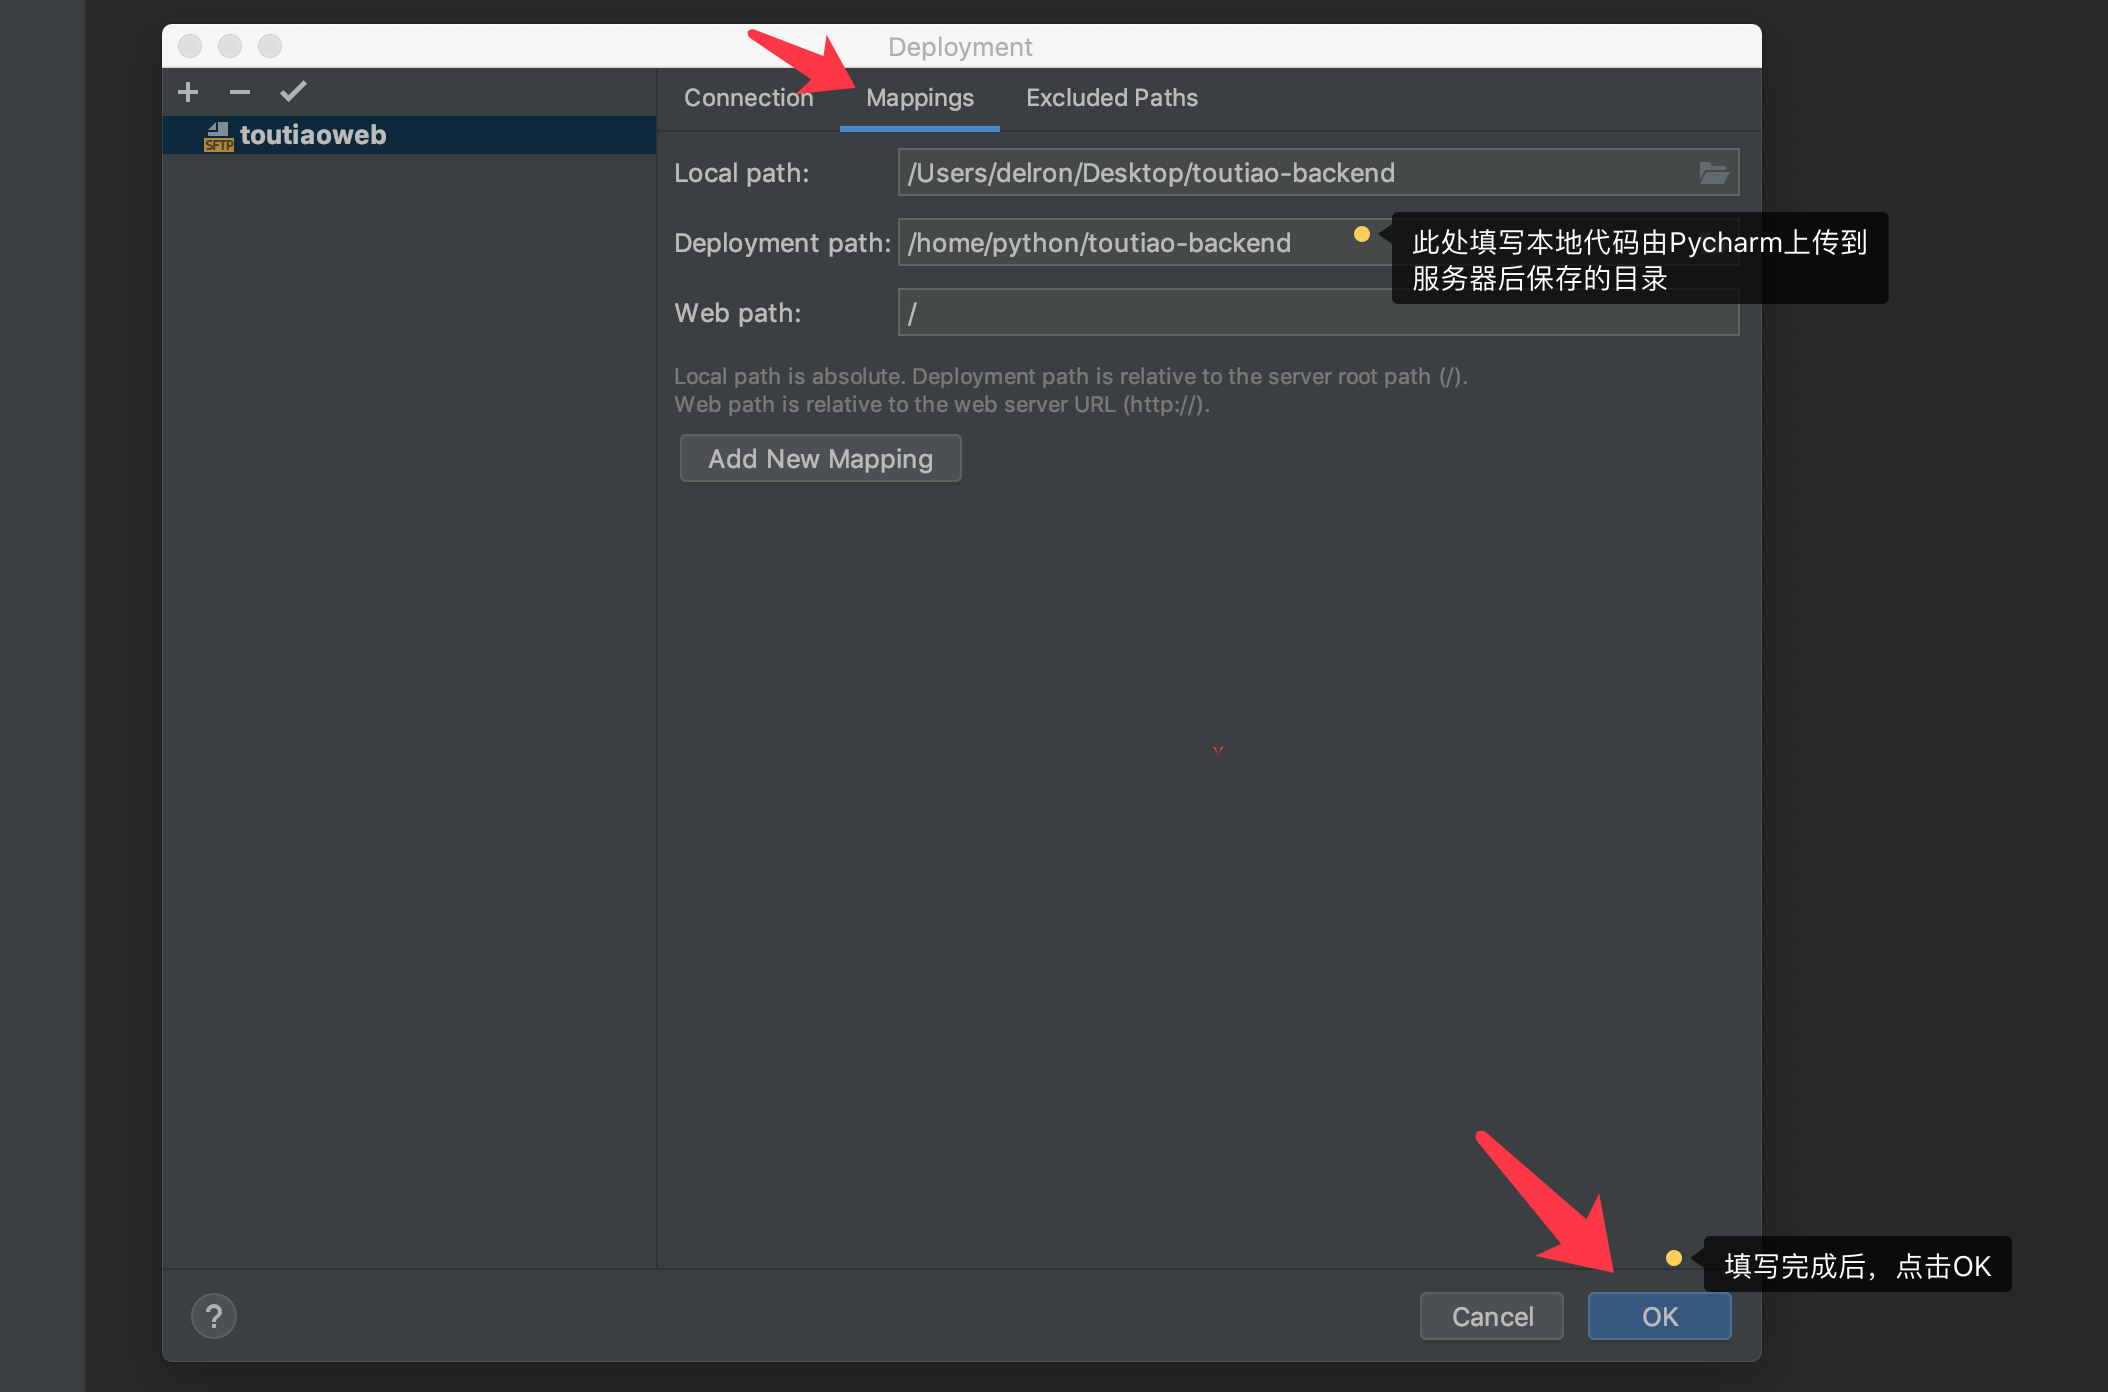 Deployment
SFTP toutiaoweb
Connection Mappings Excluded Paths
Local path: /Users/delron/Desktop/toutiao-backend
Deployment path: /home/python/toutiao-backend
此处填写本地代码由Pycharm上传到
服务器后保存的目录
Web path: /
Local path is absolute. Deployment path is relative to the server root path (/).
Web path is relative to the web server URL (http://).
Add New Mapping
填写完成后，点击OK
? Cancel OK